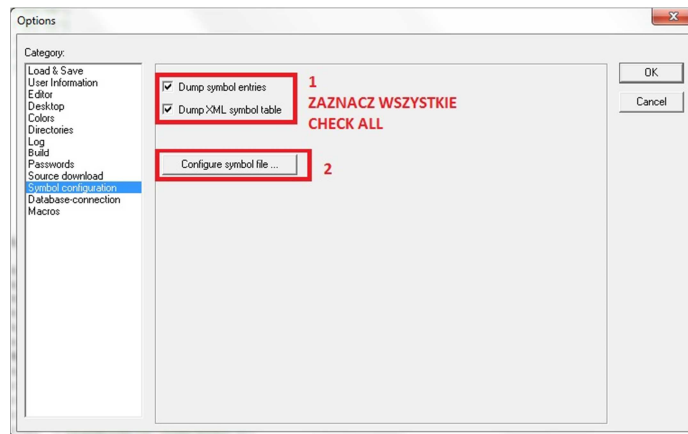 Options
Category:
Load & Save
User Information
Editor
Desktop
Colors
Directories
Log
Build
Passwords
Source download
Symbol configuration
Database-connection
Macros
Dump symbol entries
Dump XML symbol table
1
ZAZNACZ WSZYSTKIE
CHECK ALL
Configure symbol file ...
2
OK
Cancel